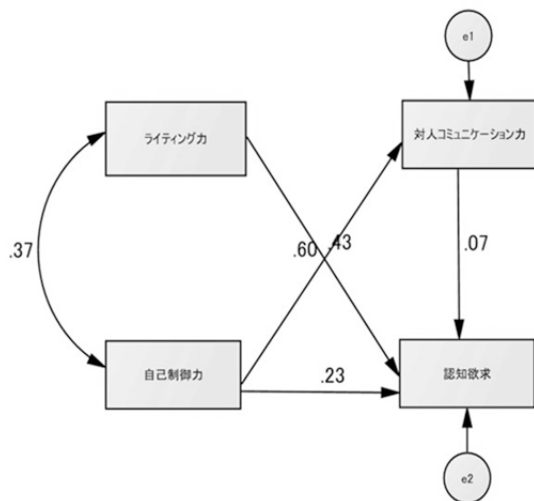 e1
ライティング力
対人コミュニケーション力
.37
.60
.43
.07
自己制御力
.23
認知欲求
e2